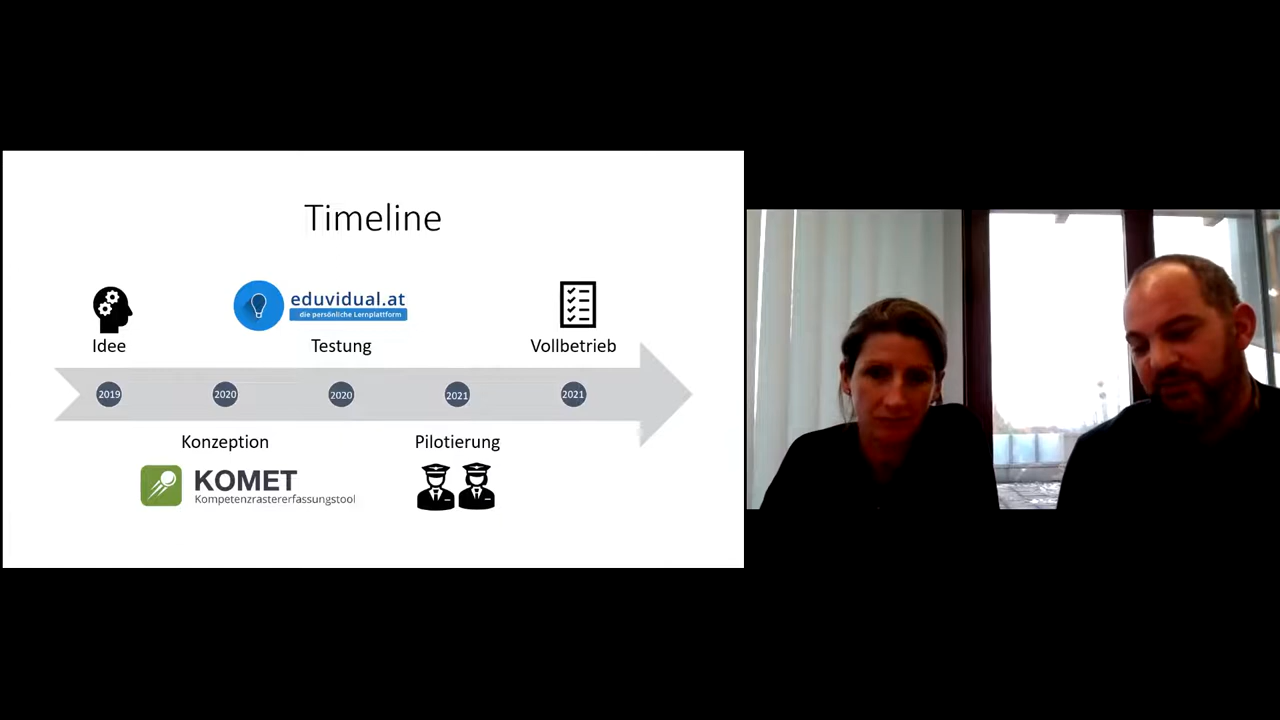 Timeline
eduvidual.at
die persönliche Lernplattform
Idee
Testung
Vollbetrieb
2019
2020
2020
2021
2021
Konzeption
Pilotierung
KOMET
Kompetenzrastererfassungstool